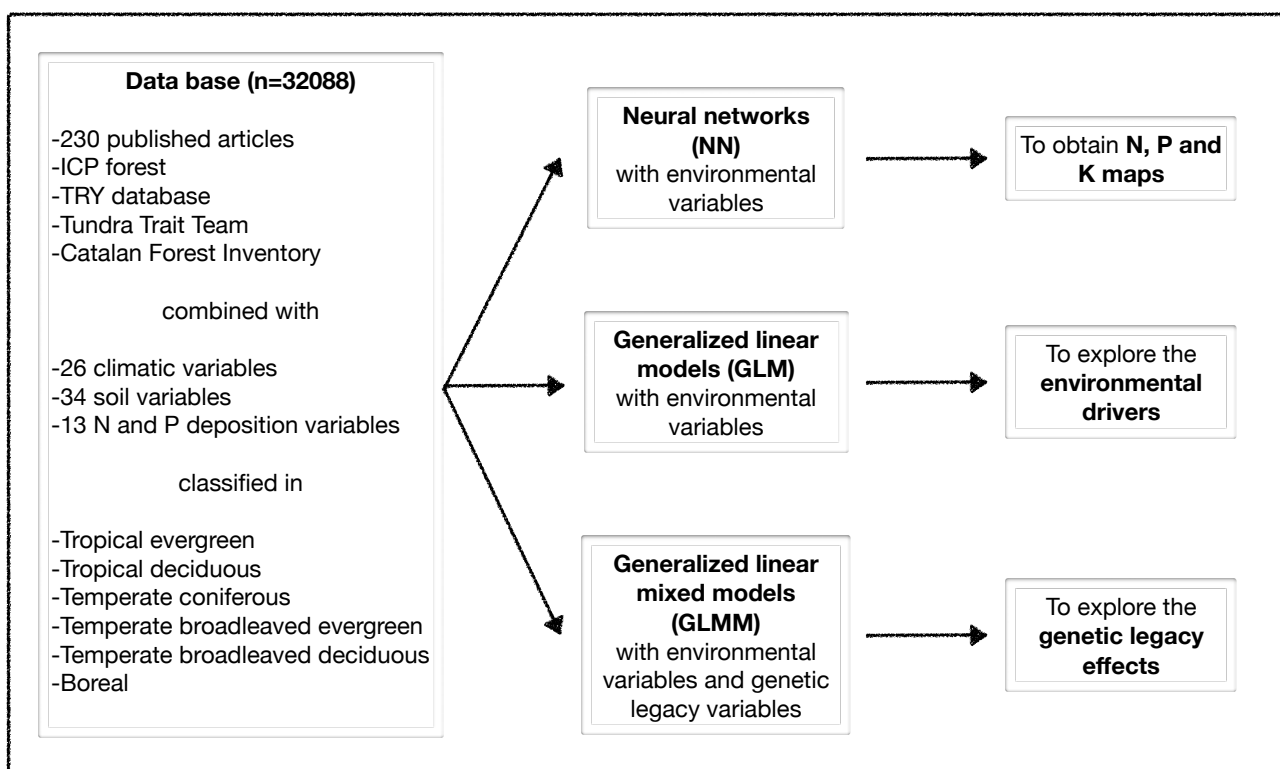 Data base (n=32088)
-230 published articles
-ICP forest
-TRY database
-Tundra Trait Team
-Catalan Forest Inventory
combined with
-26 climatic variables
-34 soil variables
-13 N and P deposition variables
classified in
-Tropical evergreen
-Tropical deciduous
-Temperate coniferous
-Temperate broadleaved evergreen
-Temperate broadleaved deciduous
-Boreal
Neural networks
(NN)
with environmental
variables
To obtain N, P and
K maps
Generalized linear
models (GLM)
with environmental
variables
To explore the
environmental
drivers
Generalized linear
mixed models
(GLMM)
with environmental
variables and genetic
legacy variables
To explore the
genetic legacy
effects